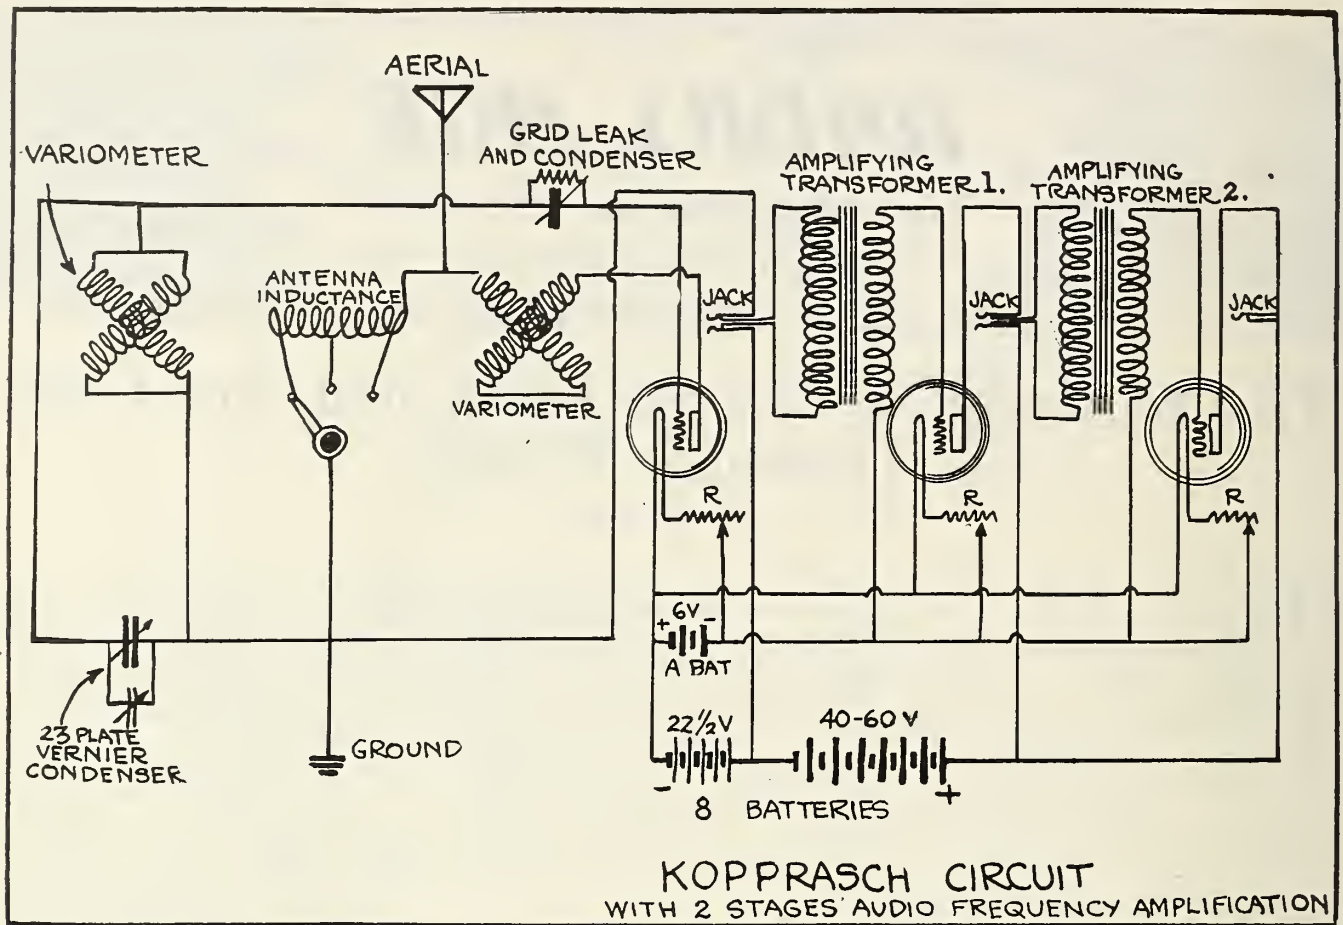 AERIAL
VARIOMETER
GRID LEAK
AND CONDENSER
AMPLIFYING
TRANSFORMER 1.
AMPLIFYING
TRANSFORMER 2.
ANTENNA
INDUCTANCE
JACK
JACK
JACK
VARIOMETER
R
R
R
+ 6V -
A BAT
23 PLATE
VERNIER
CONDENSER
GROUND
22½V
40-60 V
- +
8 BATTERIES
KOPPRASCH CIRCUIT
WITH 2 STAGES AUDIO FREQUENCY AMPLIFICATION